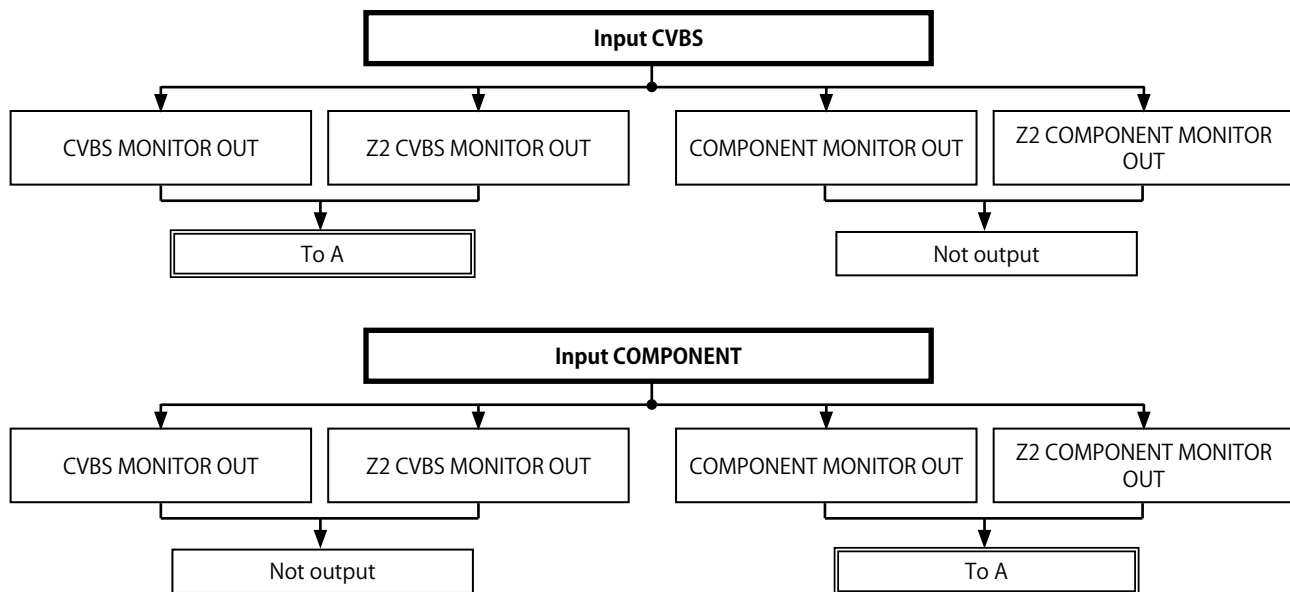 Input CVBS
CVBS MONITOR OUT
Z2 CVBS MONITOR OUT
COMPONENT MONITOR OUT
Z2 COMPONENT MONITOR
OUT
To A
Not output
Input COMPONENT
CVBS MONITOR OUT
Z2 CVBS MONITOR OUT
COMPONENT MONITOR OUT
Z2 COMPONENT MONITOR
OUT
Not output
To A